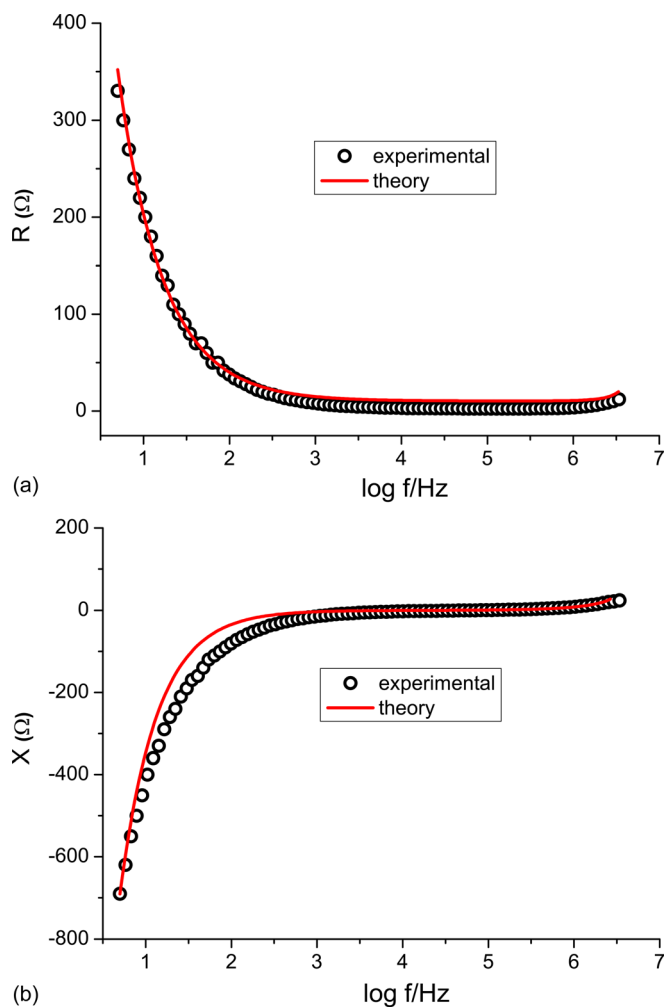 400
300
200
100
0
R (Ω)
experimental
theory
1 2 3 4 5 6 7
(a)
log f/Hz
200
0
-200
-400
-600
-800
X (Ω)
experimental
theory
1 2 3 4 5 6 7
(b)
log f/Hz